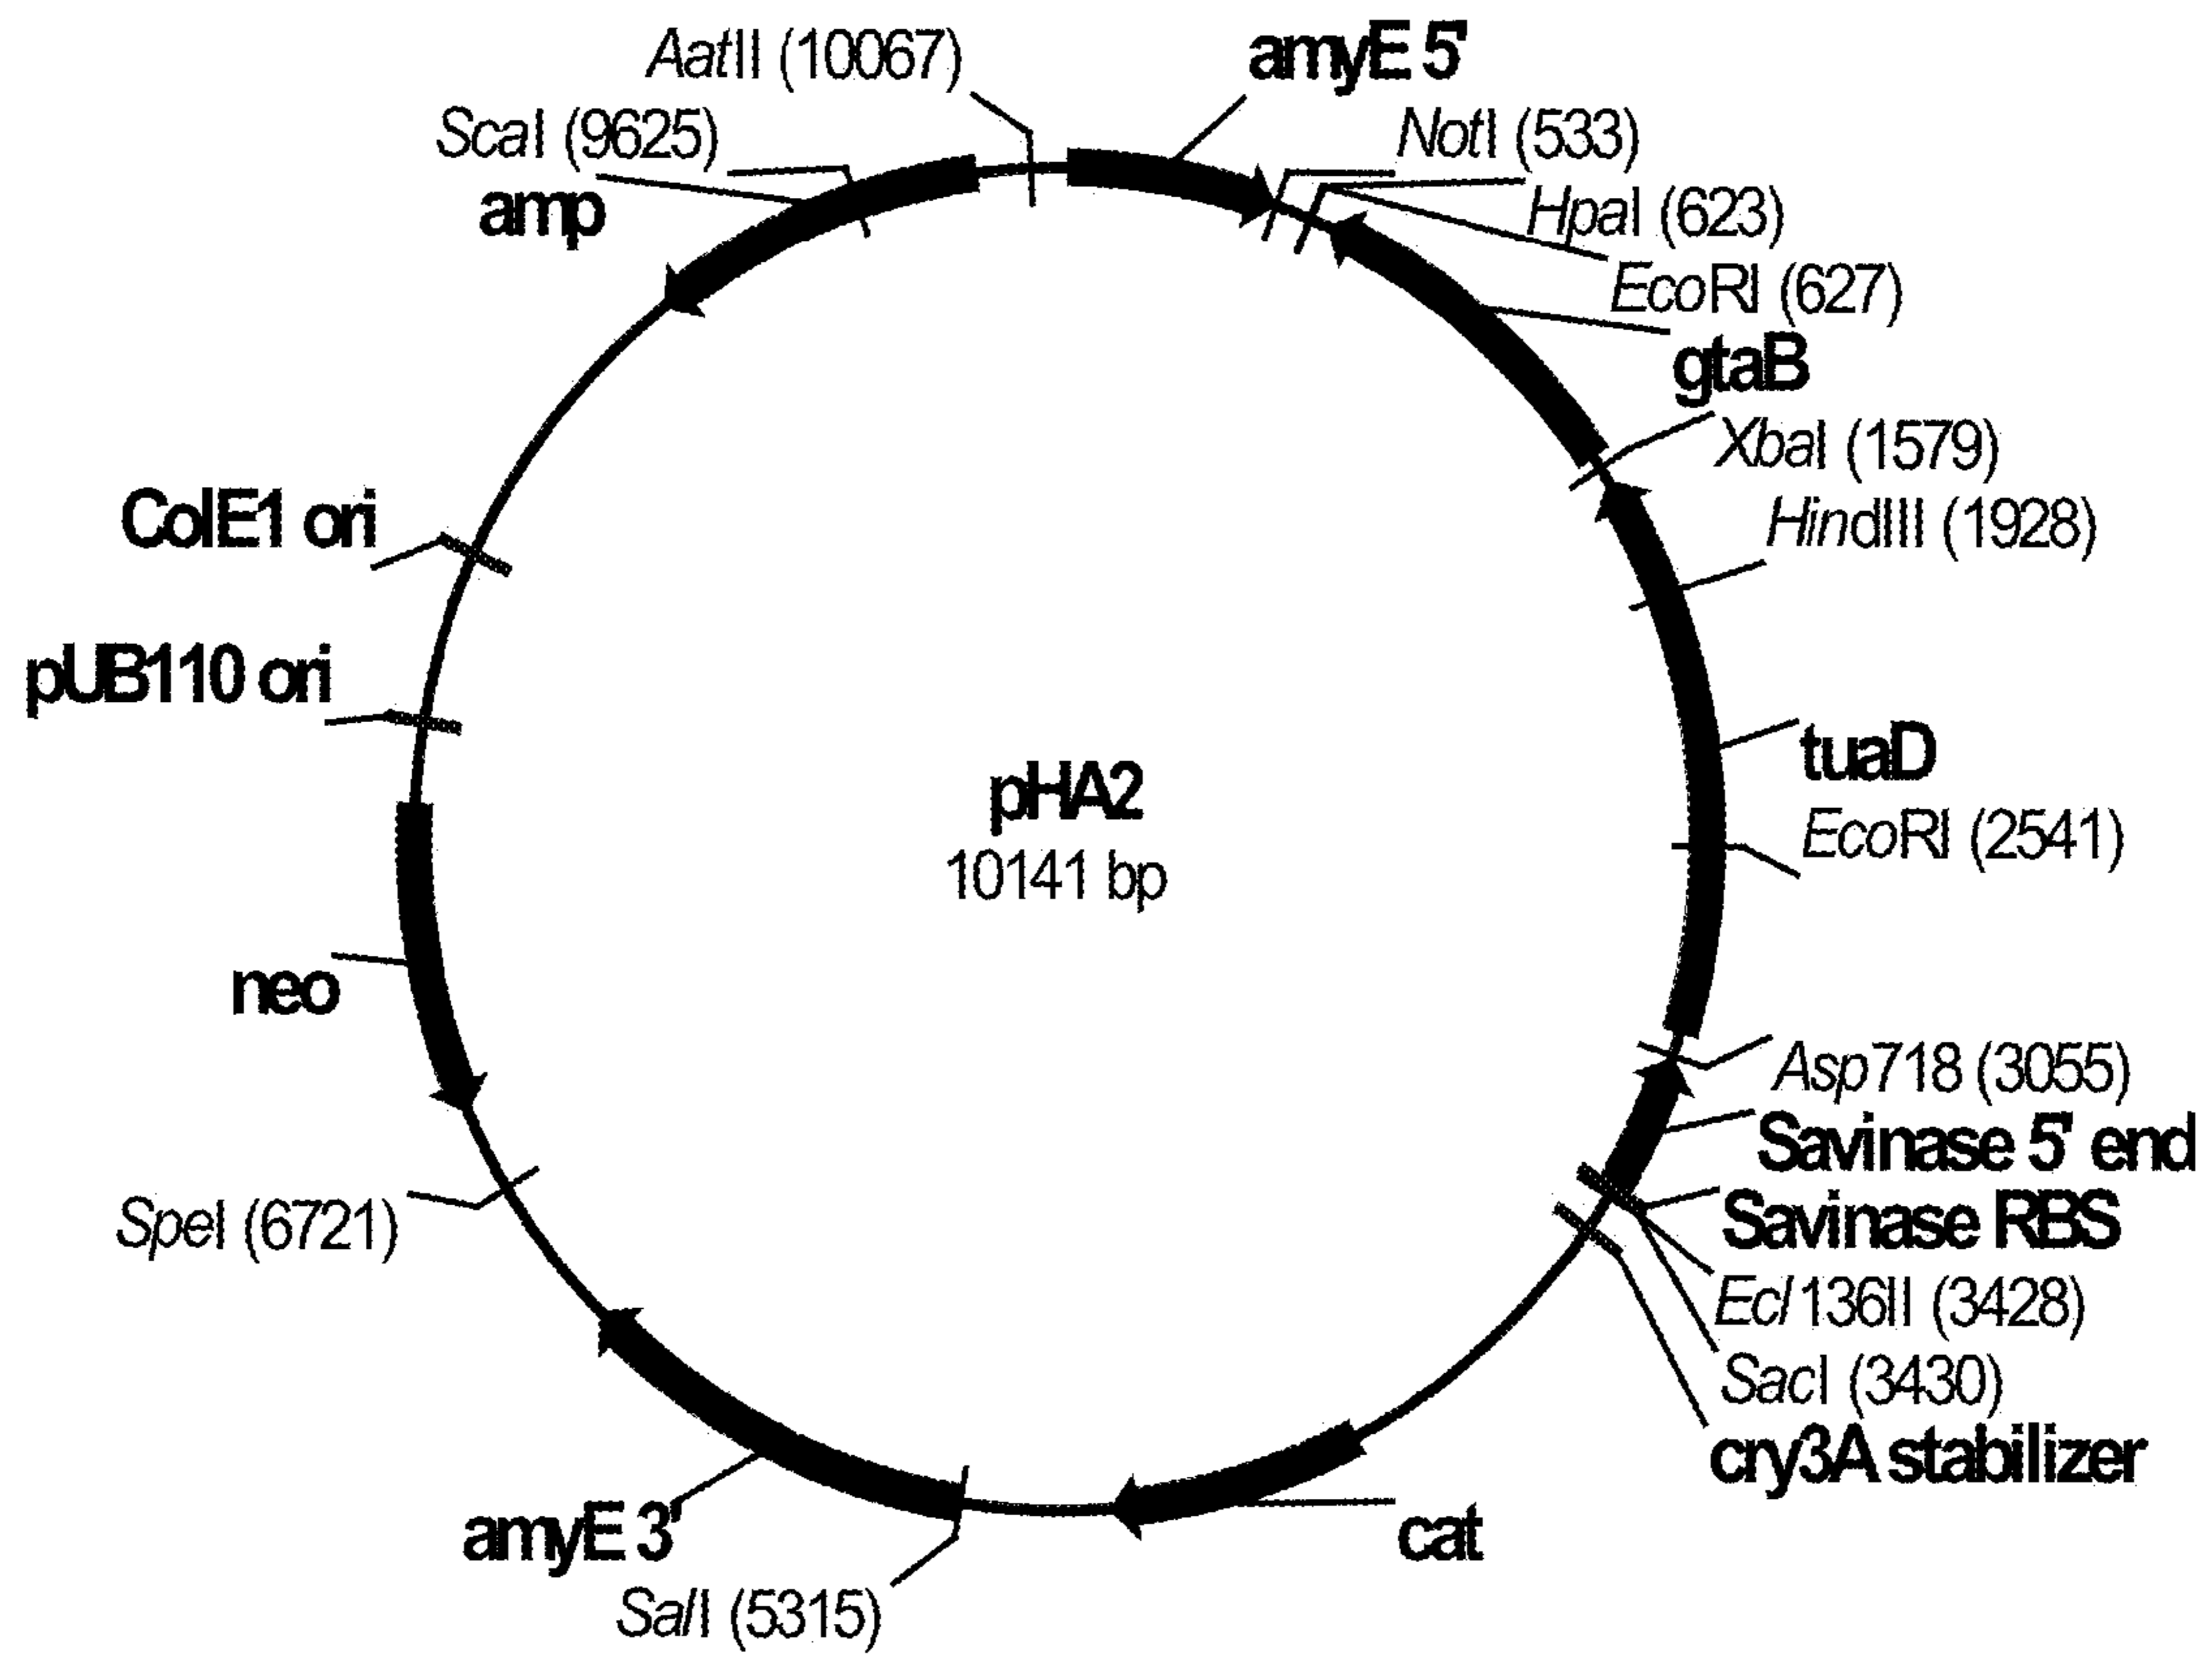 AatII (10067)
amyE 5'
ScaI (9625)
NotI (533)
amp
HpaI (623)
EcoRI (627)
gtaB
XbaI (1579)
ColE1 ori
HindIII (1928)
pUB110 ori
tuaD
pHA2
EcoRI (2541)
10141 bp
neo
Asp718 (3055)
Savinase 5' end
SpeI (6721)
Savinase RBS
Ecl136II (3428)
SacI (3430)
cry3A stabilizer
amyE 3'
cat
SalI (5315)